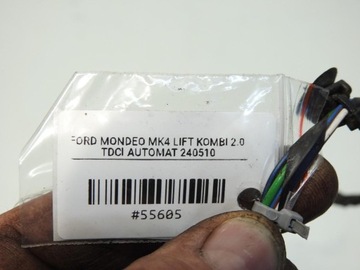 FORD MONDEO MK4 LIFT KOMBI 2.0
TDCI AUTOMAT 240510
#55605